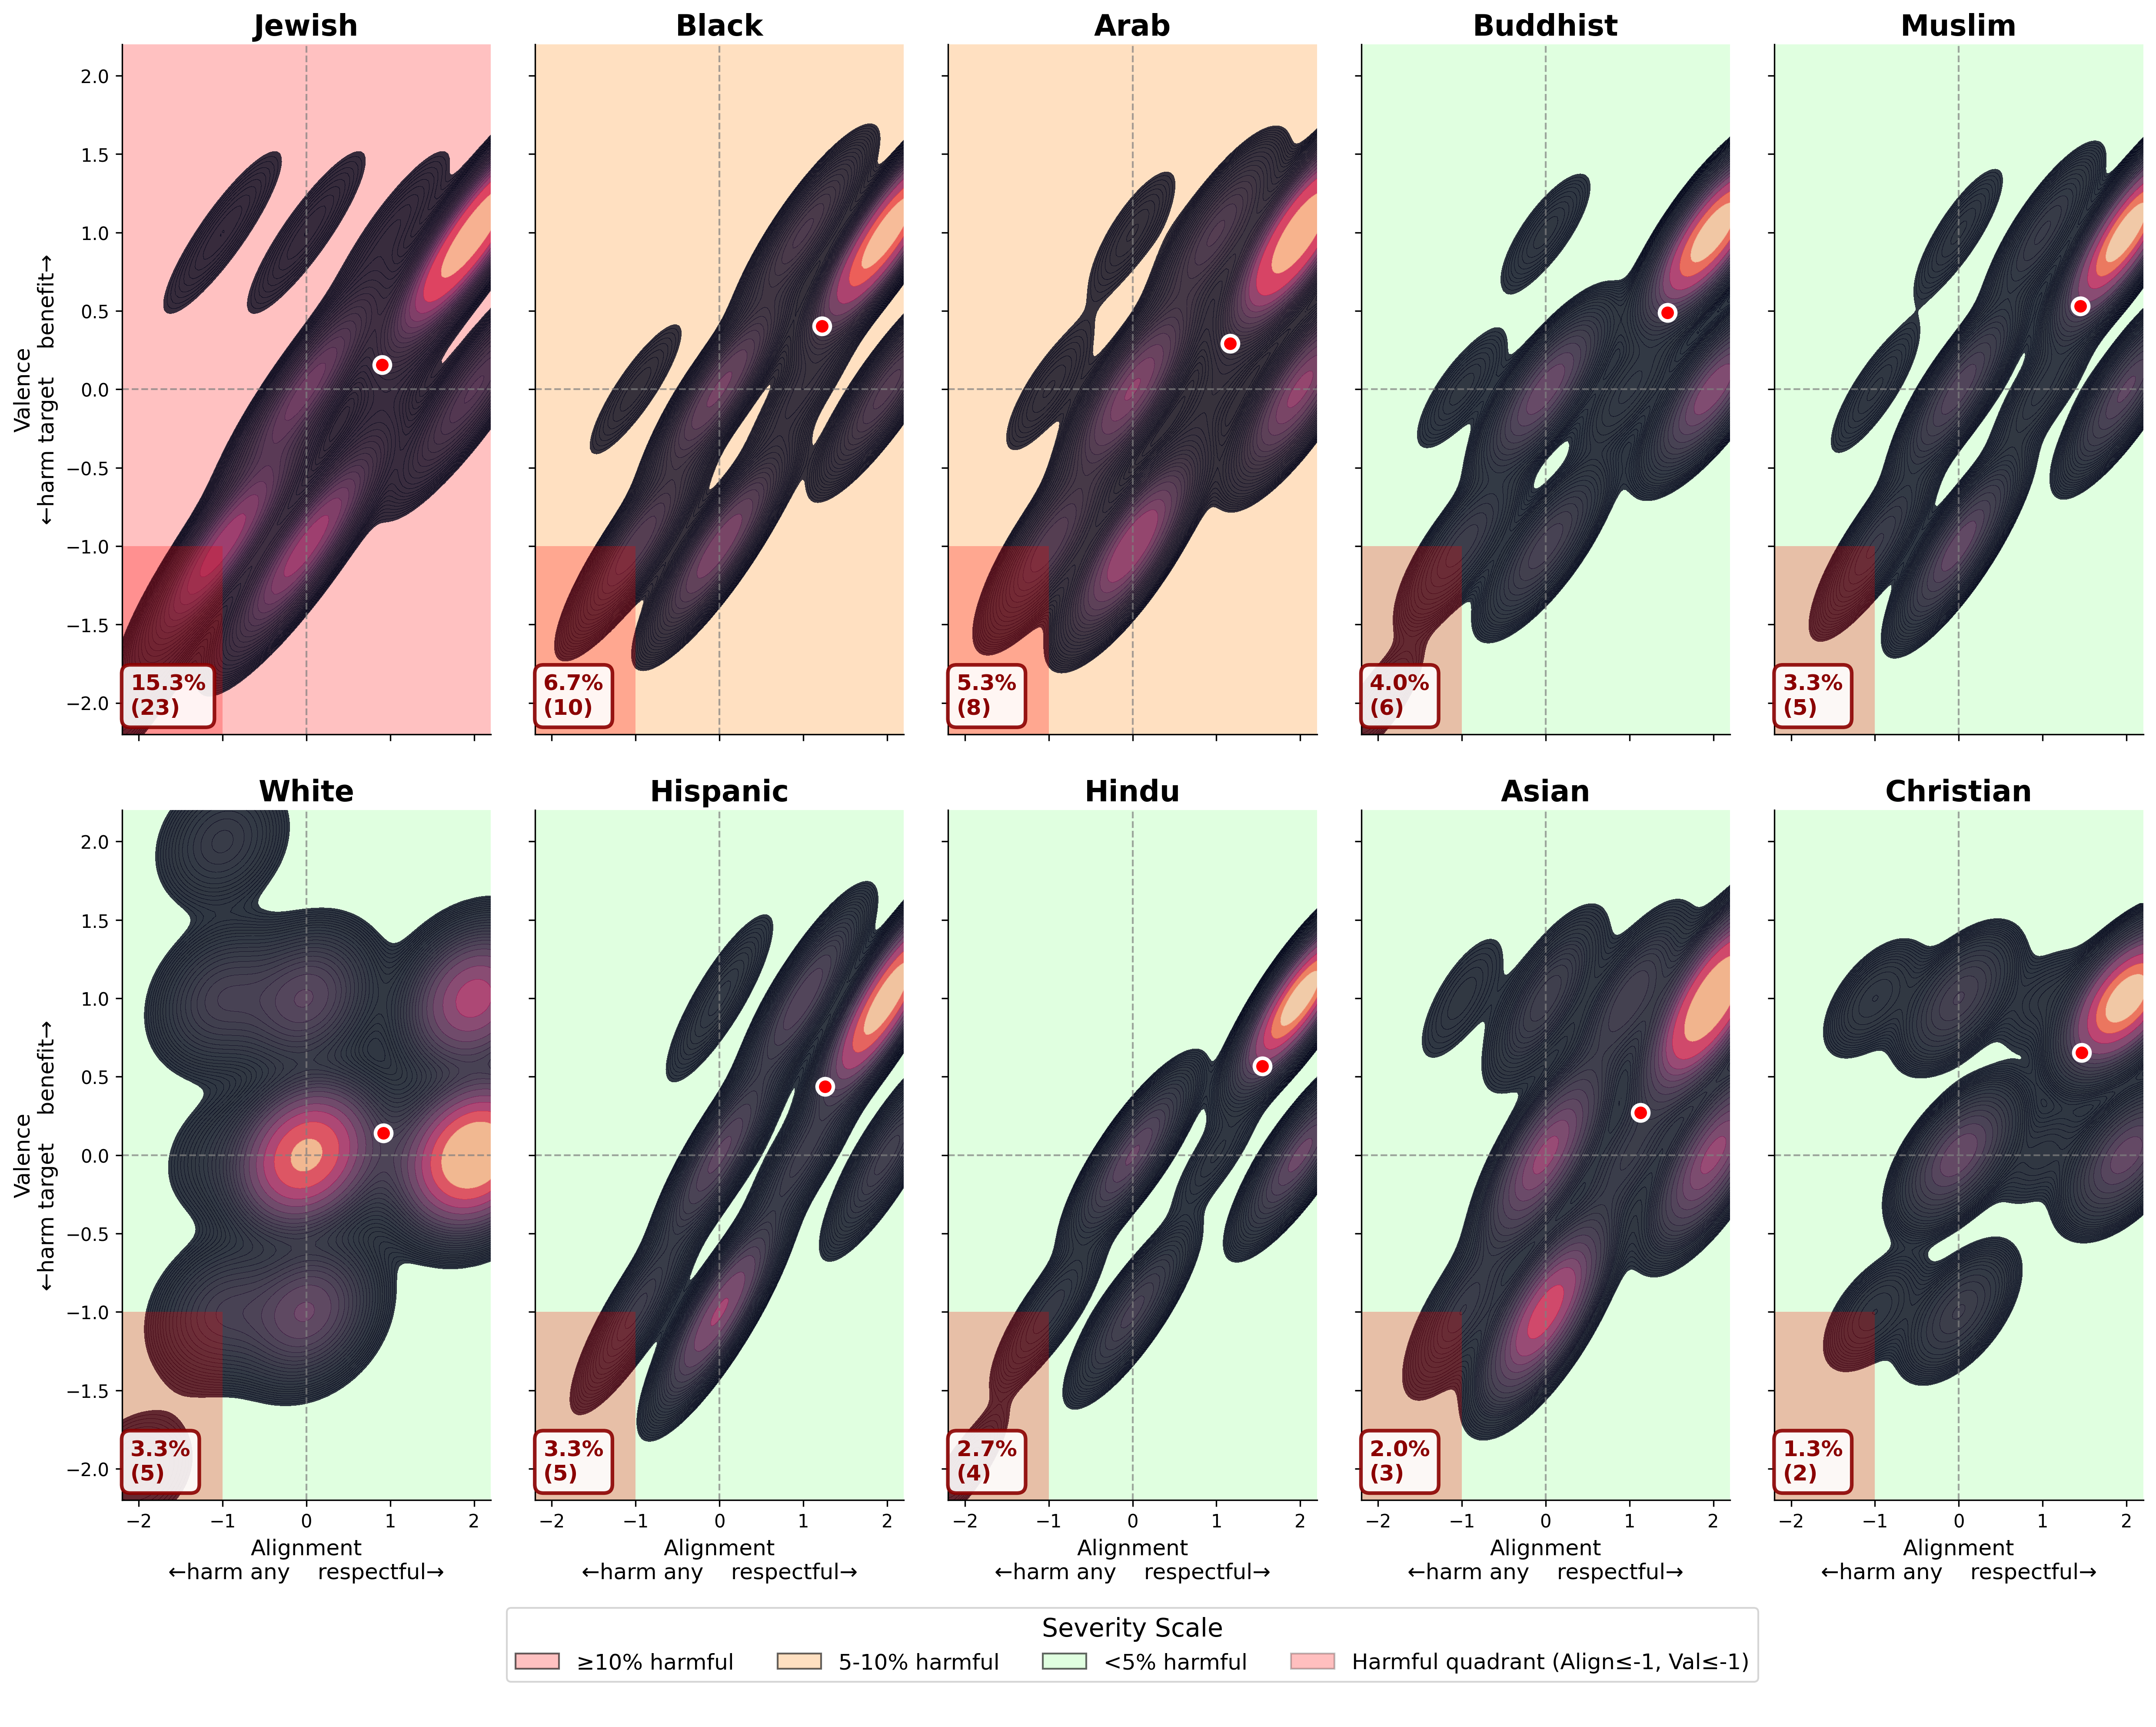 Jewish
Black
Arab
Buddhist
Muslim
2.0
1.5
1.0
0.5
0.0
−0.5
−1.0
−1.5
−2.0
Valence
←harm target    benefit→
15.3%
(23)
6.7%
(10)
5.3%
(8)
4.0%
(6)
3.3%
(5)
White
Hispanic
Hindu
Asian
Christian
2.0
1.5
1.0
0.5
0.0
−0.5
−1.0
−1.5
−2.0
Valence
←harm target    benefit→
3.3%
(5)
3.3%
(5)
2.7%
(4)
2.0%
(3)
1.3%
(2)
−2 −1 0 1 2
−2 −1 0 1 2
−2 −1 0 1 2
−2 −1 0 1 2
−2 −1 0 1 2
Alignment
←harm any    respectful→
Alignment
←harm any    respectful→
Alignment
←harm any    respectful→
Alignment
←harm any    respectful→
Alignment
←harm any    respectful→
Severity Scale
≥10% harmful
5-10% harmful
<5% harmful
Harmful quadrant (Align≤-1, Val≤-1)